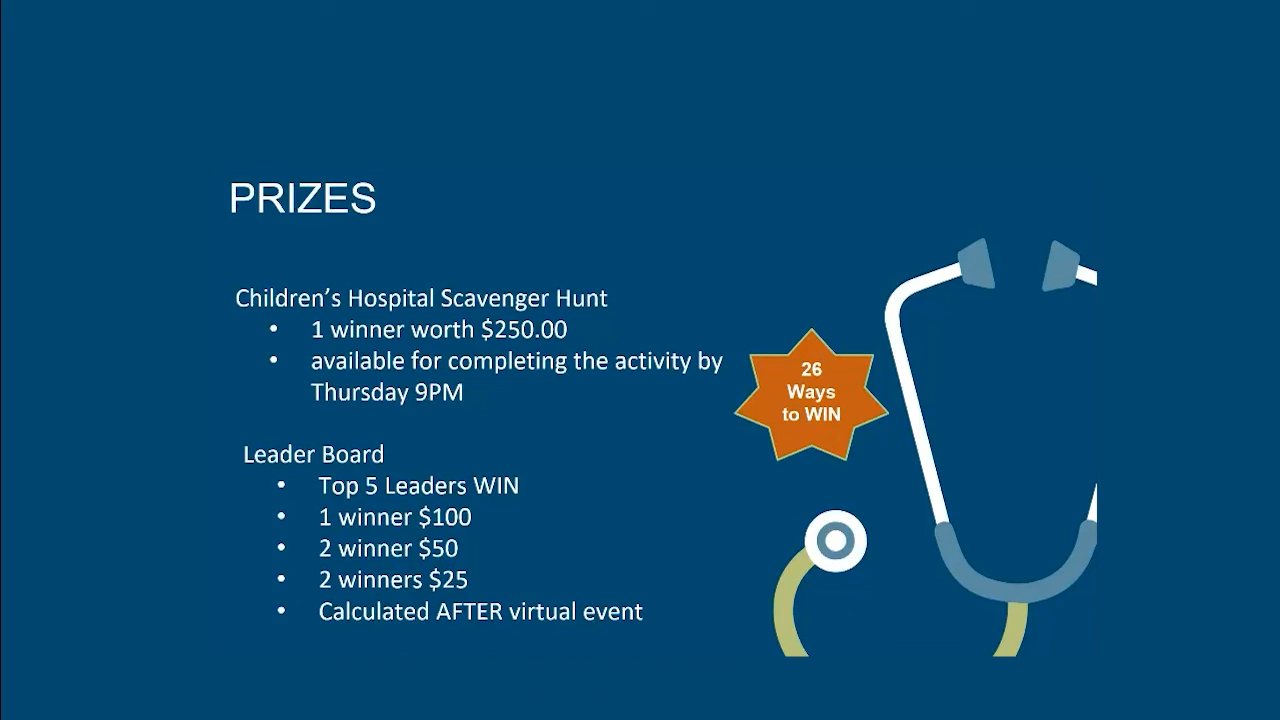 PRIZES
Children’s Hospital Scavenger Hunt
• 1 winner worth $250.00
• available for completing the activity by
Thursday 9PM
26
Ways
to WIN
Leader Board
• Top 5 Leaders WIN
• 1 winner $100
• 2 winner $50
• 2 winners $25
• Calculated AFTER virtual event